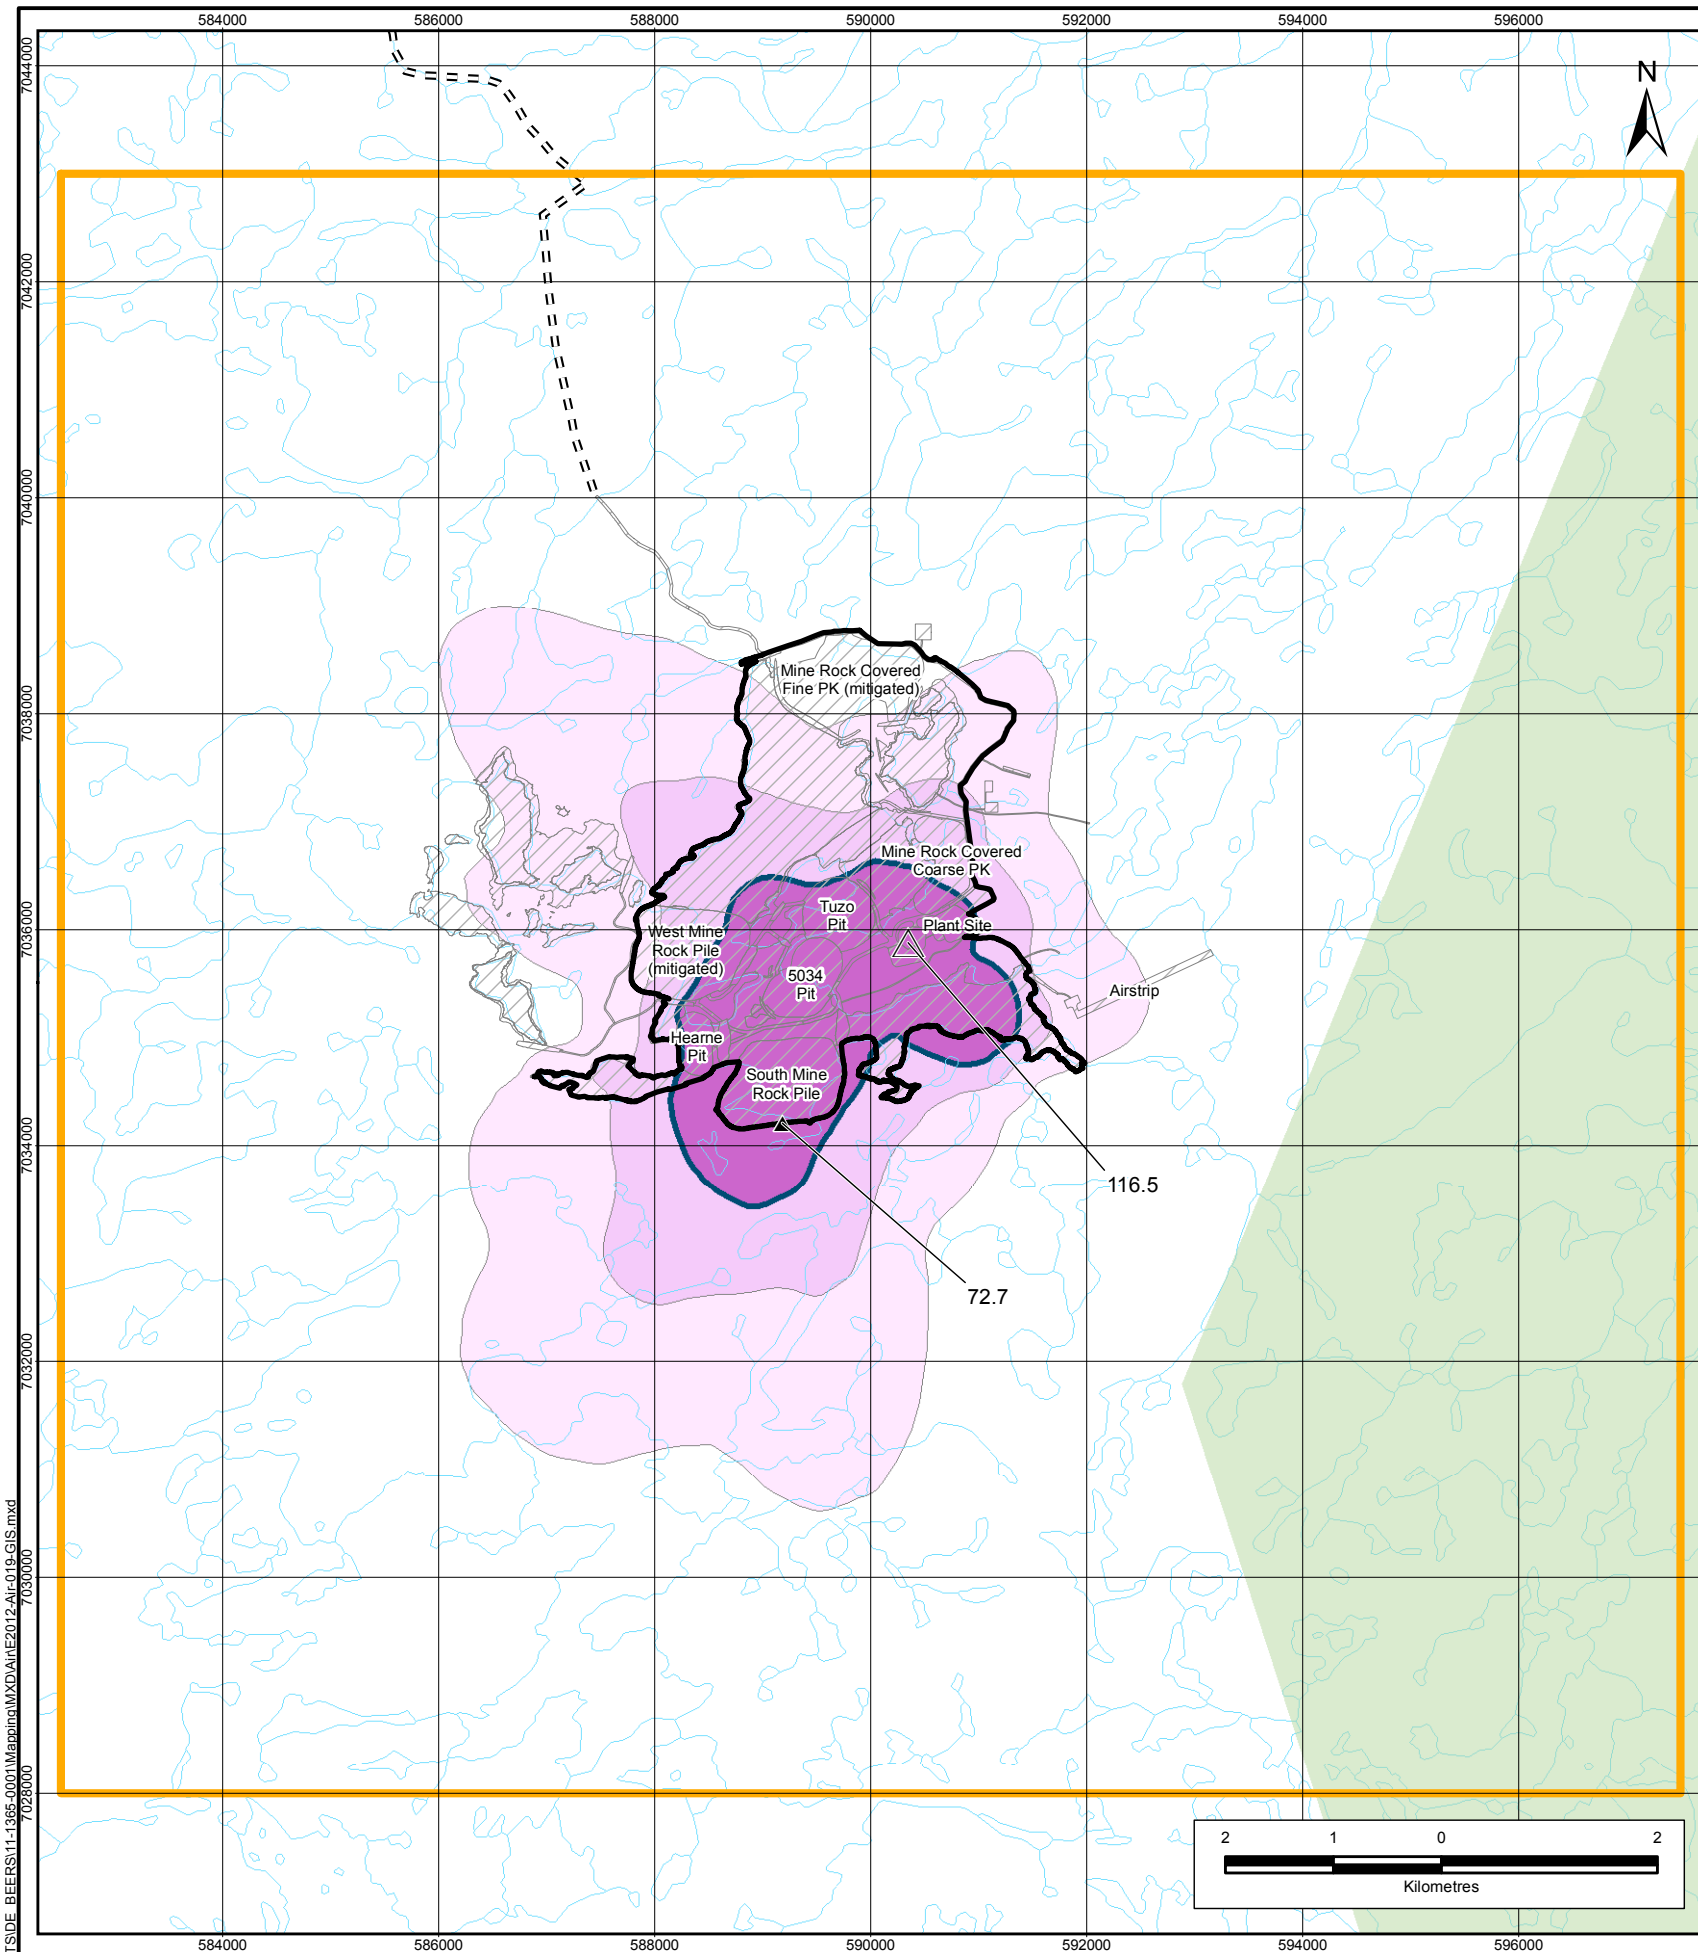 584000
586000
588000
590000
592000
594000
596000
7044000
N
7042000
7040000
Mine Rock Covered
Fine PK (mitigated)
7038000
Mine Rock Covered
Coarse PK
Tuzo
Pit
Plant Site
7036000
West Mine
Rock Pile
(mitigated)
5034
Pit
Airstrip
Hearne
Pit
South Mine
Rock Pile
7034000
116.5
72.7
7032000
7030000
7028000
2
1
0
2
Kilometres
TS\DE_BEERS\11-1365-0001\Mapping\MXD\Air\E2012-Air-019-GIS.mxd
584000
586000
588000
590000
592000
594000
596000